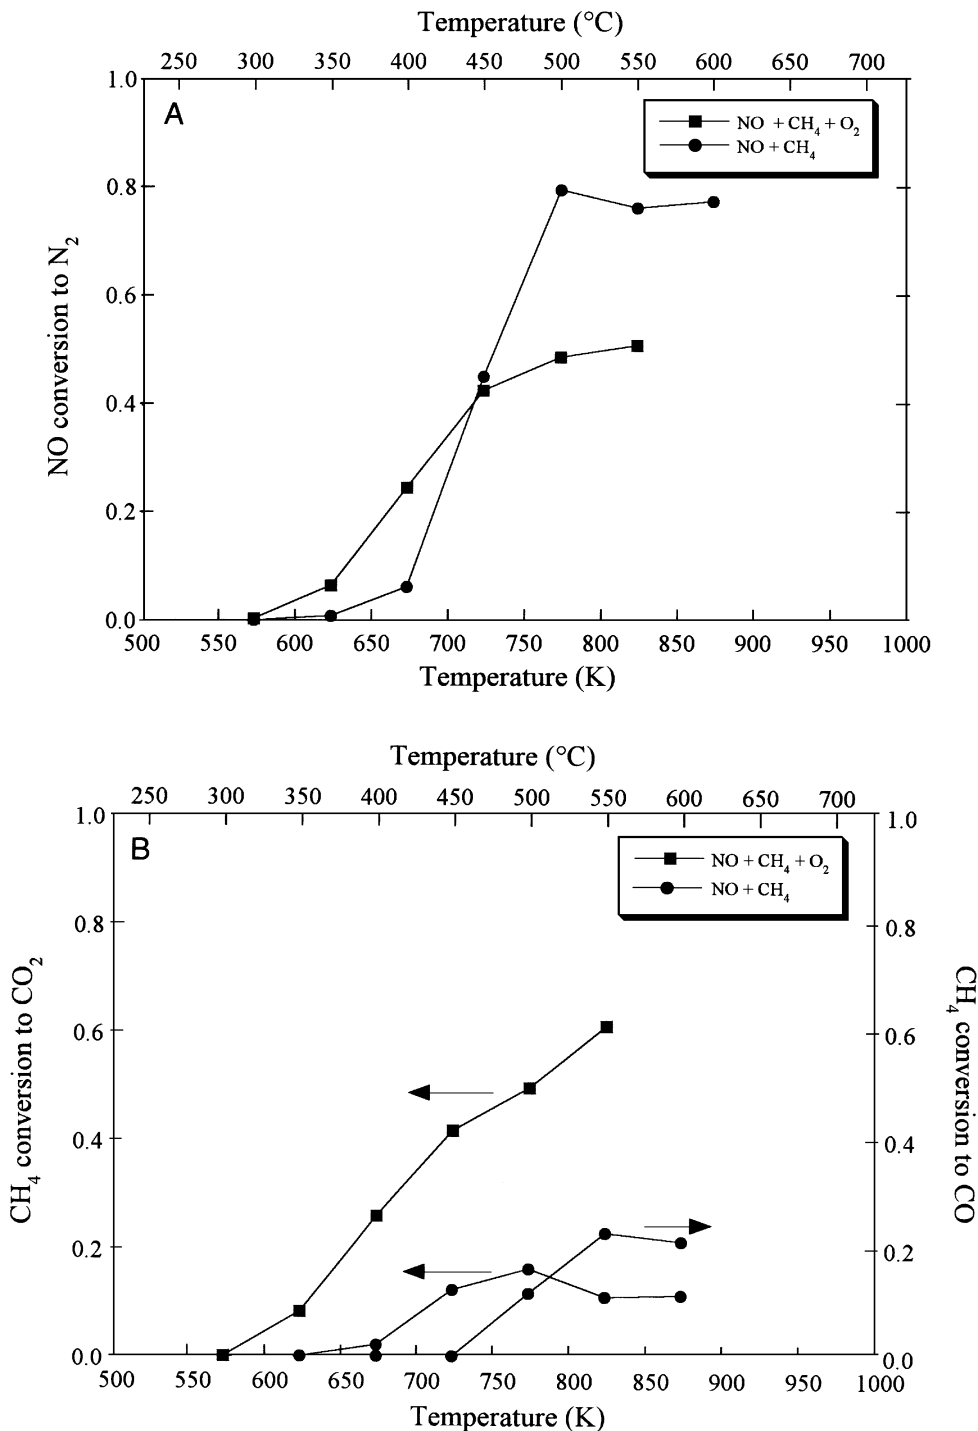 Temperature (°C)
250 300 350 400 450 500 550 600 650 700
A
NO + CH₄ + O₂
NO + CH₄
1.0
0.8
0.6
0.4
0.2
0.0
NO conversion to N₂
500 550 600 650 700 750 800 850 900 950 1000
Temperature (K)
Temperature (°C)
250 300 350 400 450 500 550 600 650 700
B
NO + CH₄ + O₂
NO + CH₄
1.0
0.8
0.6
0.4
0.2
0.0
CH₄ conversion to CO₂
1.0
0.8
0.6
0.4
0.2
0.0
CH₄ conversion to CO
500 550 600 650 700 750 800 850 900 950 1000
Temperature (K)